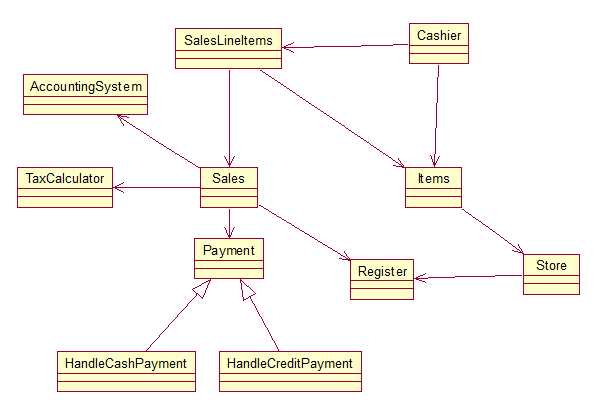 SalesLineItems
Cashier
AccountingSystem
TaxCalculator
Sales
Items
Payment
Register
Store
HandleCashPayment
HandleCreditPayment